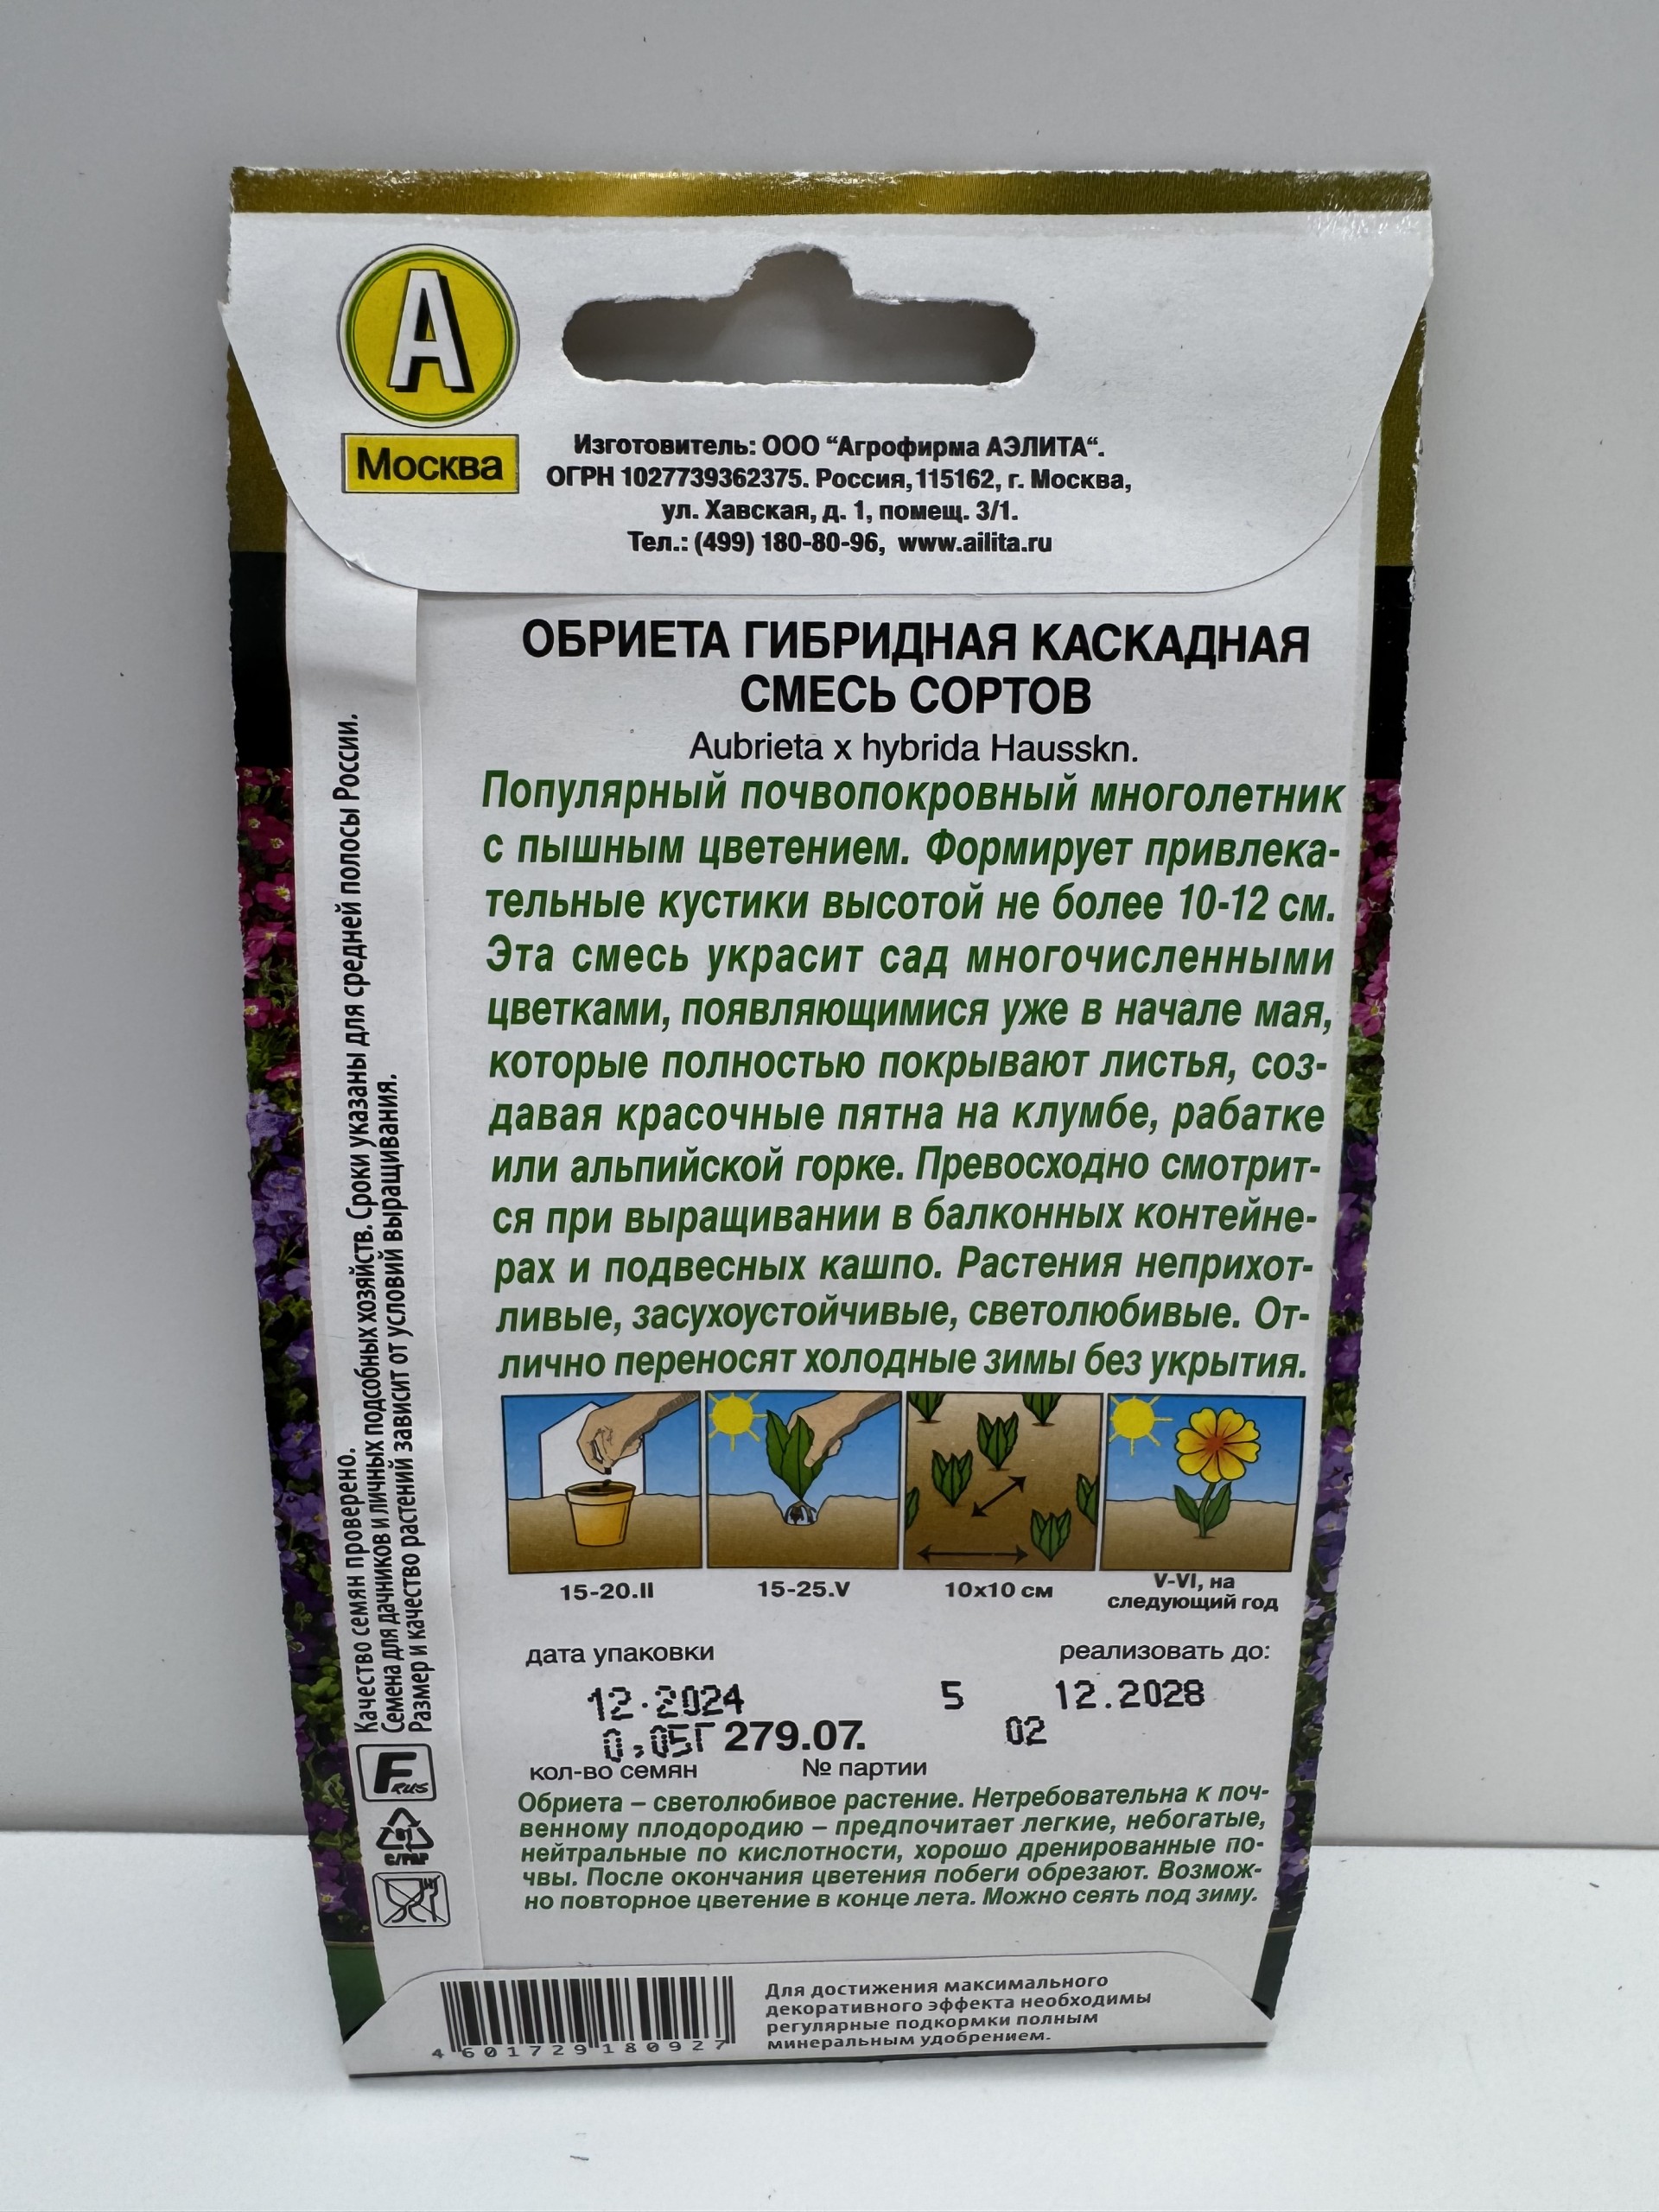 А
Москва
Изготовитель: ООО “Агрофирма АЭЛИТА“.
ОГРН 1027739362375. Россия, 115162, г. Москва,
ул. Хавская, д. 1, помещ. 3/1.
Тел.: (499) 180-80-96, www.ailita.ru
ОБРИЕТА ГИБРИДНАЯ КАСКАДНАЯ
СМЕСЬ СОРТОВ
Aubrieta x hybrida Hausskn.
Популярный почвопокровный многолетник
с пышным цветением. Формирует привлека-
тельные кустики высотой не более 10-12 см.
Эта смесь украсит сад многочисленными
цветками, появляющимися уже в начале мая,
которые полностью покрывают листья, соз-
давая красочные пятна на клумбе, рабатке
или альпийской горке. Превосходно смотрит-
ся при выращивании в балконных контейне-
рах и подвесных кашпо. Растения неприхот-
ливые, засухоустойчивые, светолюбивые. От-
лично переносят холодные зимы без укрытия.
15-20.II
15-25.V
10х10 см
V-VI, на
следующий год
дата упаковки
реализовать до:
12.2024 5 12.2028
0,05Г 279.07. 02
кол-во семян № партии
Обриета – светолюбивое растение. Нетребовательна к поч-
венному плодородию – предпочитает легкие, небогатые,
нейтральные по кислотности, хорошо дренированные по-
чвы. После окончания цветения побеги обрезают. Возмож-
но повторное цветение в конце лета. Можно сеять под зиму.
Качество семян проверено.
Семена для дачников и личных подсобных хозяйств. Сроки указаны для средней полосы России.
Размер и качество растений зависит от условий выращивания.
F RUS
81
C/PAP
4 601729 180927
Для достижения максимального
декоративного эффекта необходимы
регулярные подкормки полным
минеральным удобрением.